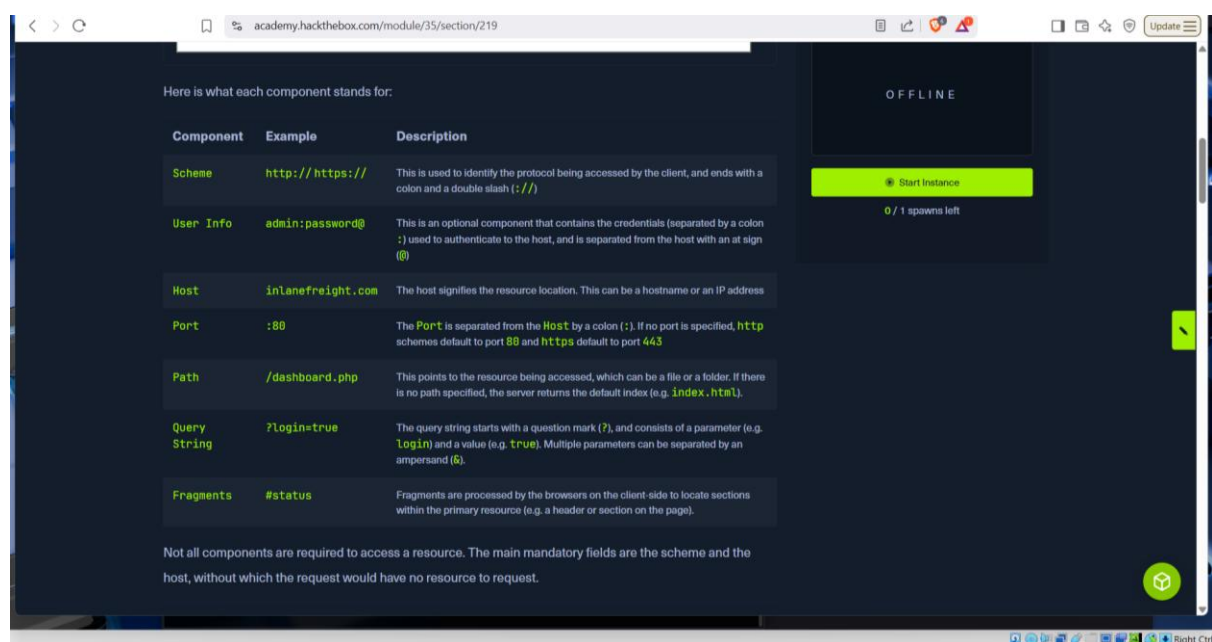 academy.hackthebox.com/module/35/section/219
Update
Here is what each component stands for:
OFFLINE
Component Example Description
Scheme http:// https:// This is used to identify the protocol being accessed by the client, and ends with a
colon and a double slash (://)
Start Instance
0 / 1 spawns left
User Info admin:password@ This is an optional component that contains the credentials (separated by a colon
:) used to authenticate to the host, and is separated from the host with an at sign
(@)
Host inlanefreight.com The host signifies the resource location. This can be a hostname or an IP address
Port :80 The Port is separated from the Host by a colon (:). If no port is specified, http
schemes default to port 80 and https default to port 443
Path /dashboard.php This points to the resource being accessed, which can be a file or a folder. If there
is no path specified, the server returns the default index (e.g. index.html).
Query ?login=true The query string starts with a question mark (?), and consists of a parameter (e.g.
String login) and a value (e.g. true). Multiple parameters can be separated by an
ampersand (&).
Fragments #status Fragments are processed by the browsers on the client-side to locate sections
within the primary resource (e.g. a header or section on the page).
Not all components are required to access a resource. The main mandatory fields are the scheme and the
host, without which the request would have no resource to request.
Right Ctrl